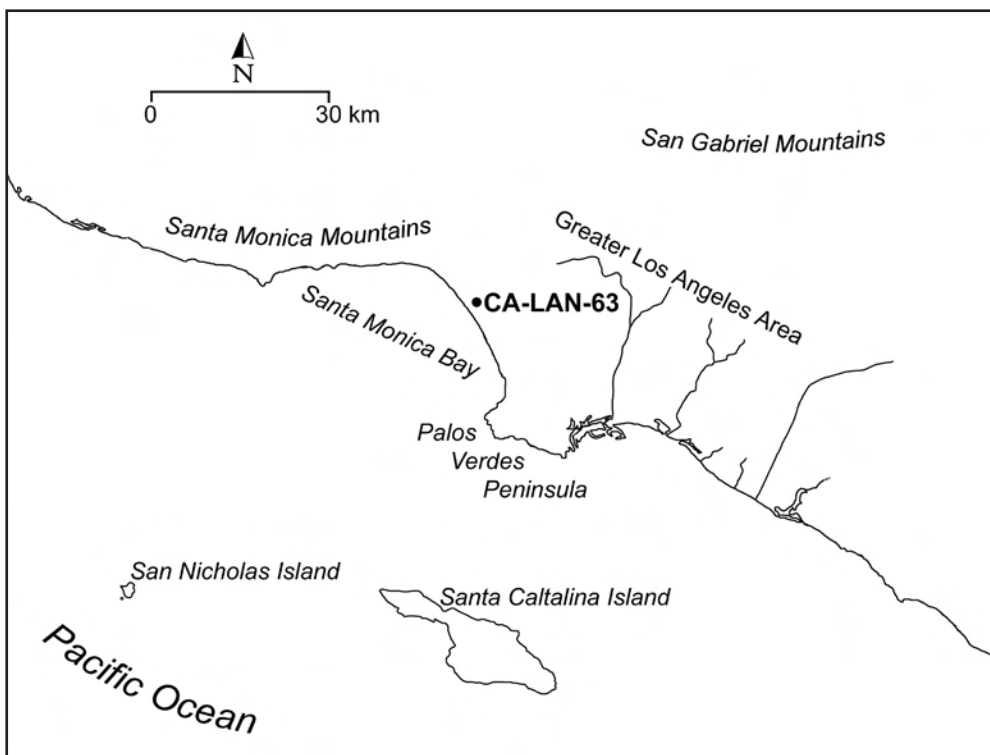 N
0 30 km
San Gabriel Mountains
Santa Monica Mountains
Greater Los Angeles Area
Santa Monica Bay
CA-LAN-63
Palos
Verdes
Peninsula
San Nicholas Island
Santa Caltalina Island
Pacific Ocean